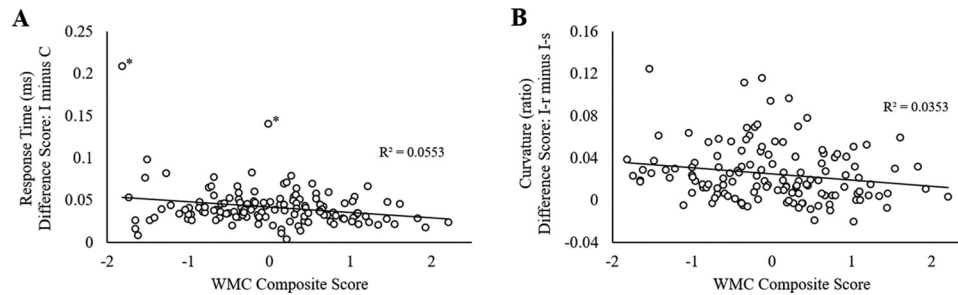 A
Response Time (ms)
Difference Score: I minus C
0.25
0.2
0.15
0.1
0.05
0
*
*
R² = 0.0553
-2
-1
0
1
2
WMC Composite Score
B
Curvature (ratio)
Difference Score: I-r minus I-s
0.16
0.12
0.08
0.04
0
-0.04
R² = 0.0353
-2
-1
0
1
2
WMC Composite Score